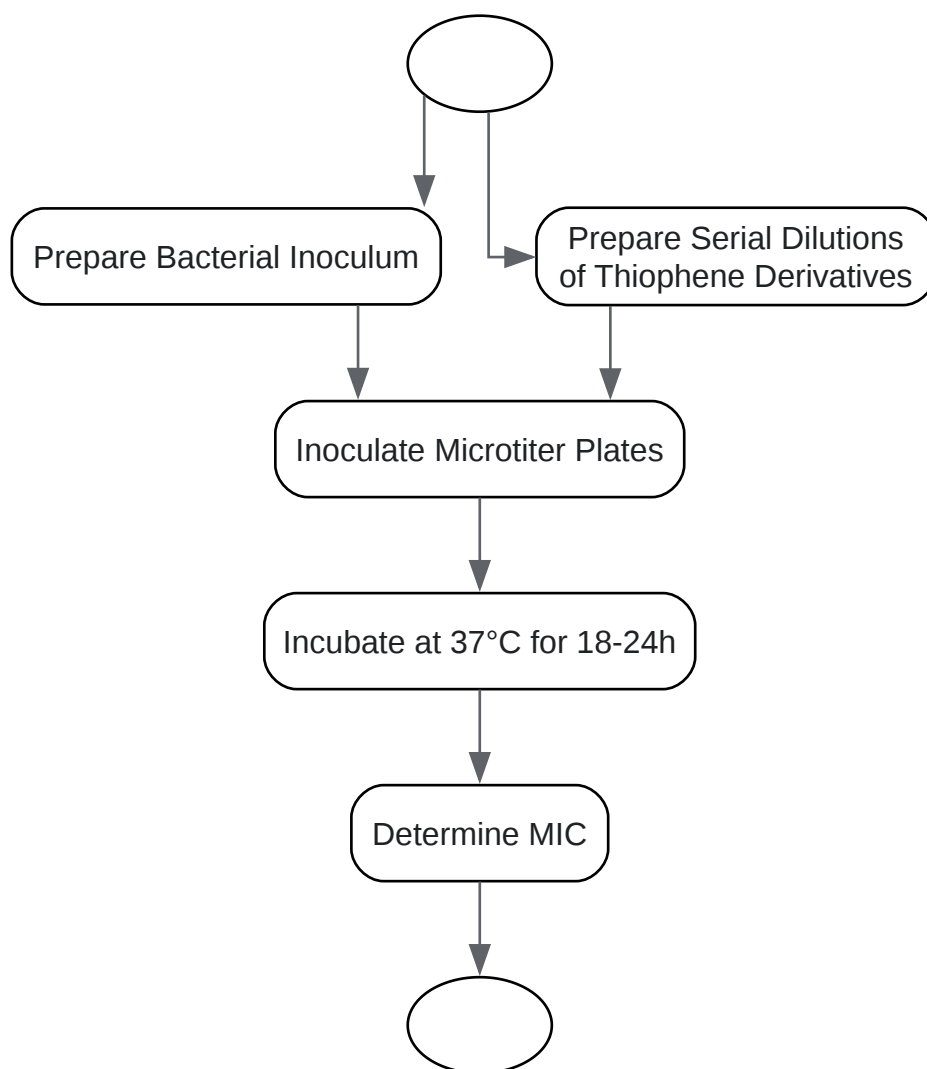 Prepare Bacterial Inoculum
Prepare Serial Dilutions
of Thiophene Derivatives
Inoculate Microtiter Plates
Incubate at 37°C for 18-24h
Determine MIC